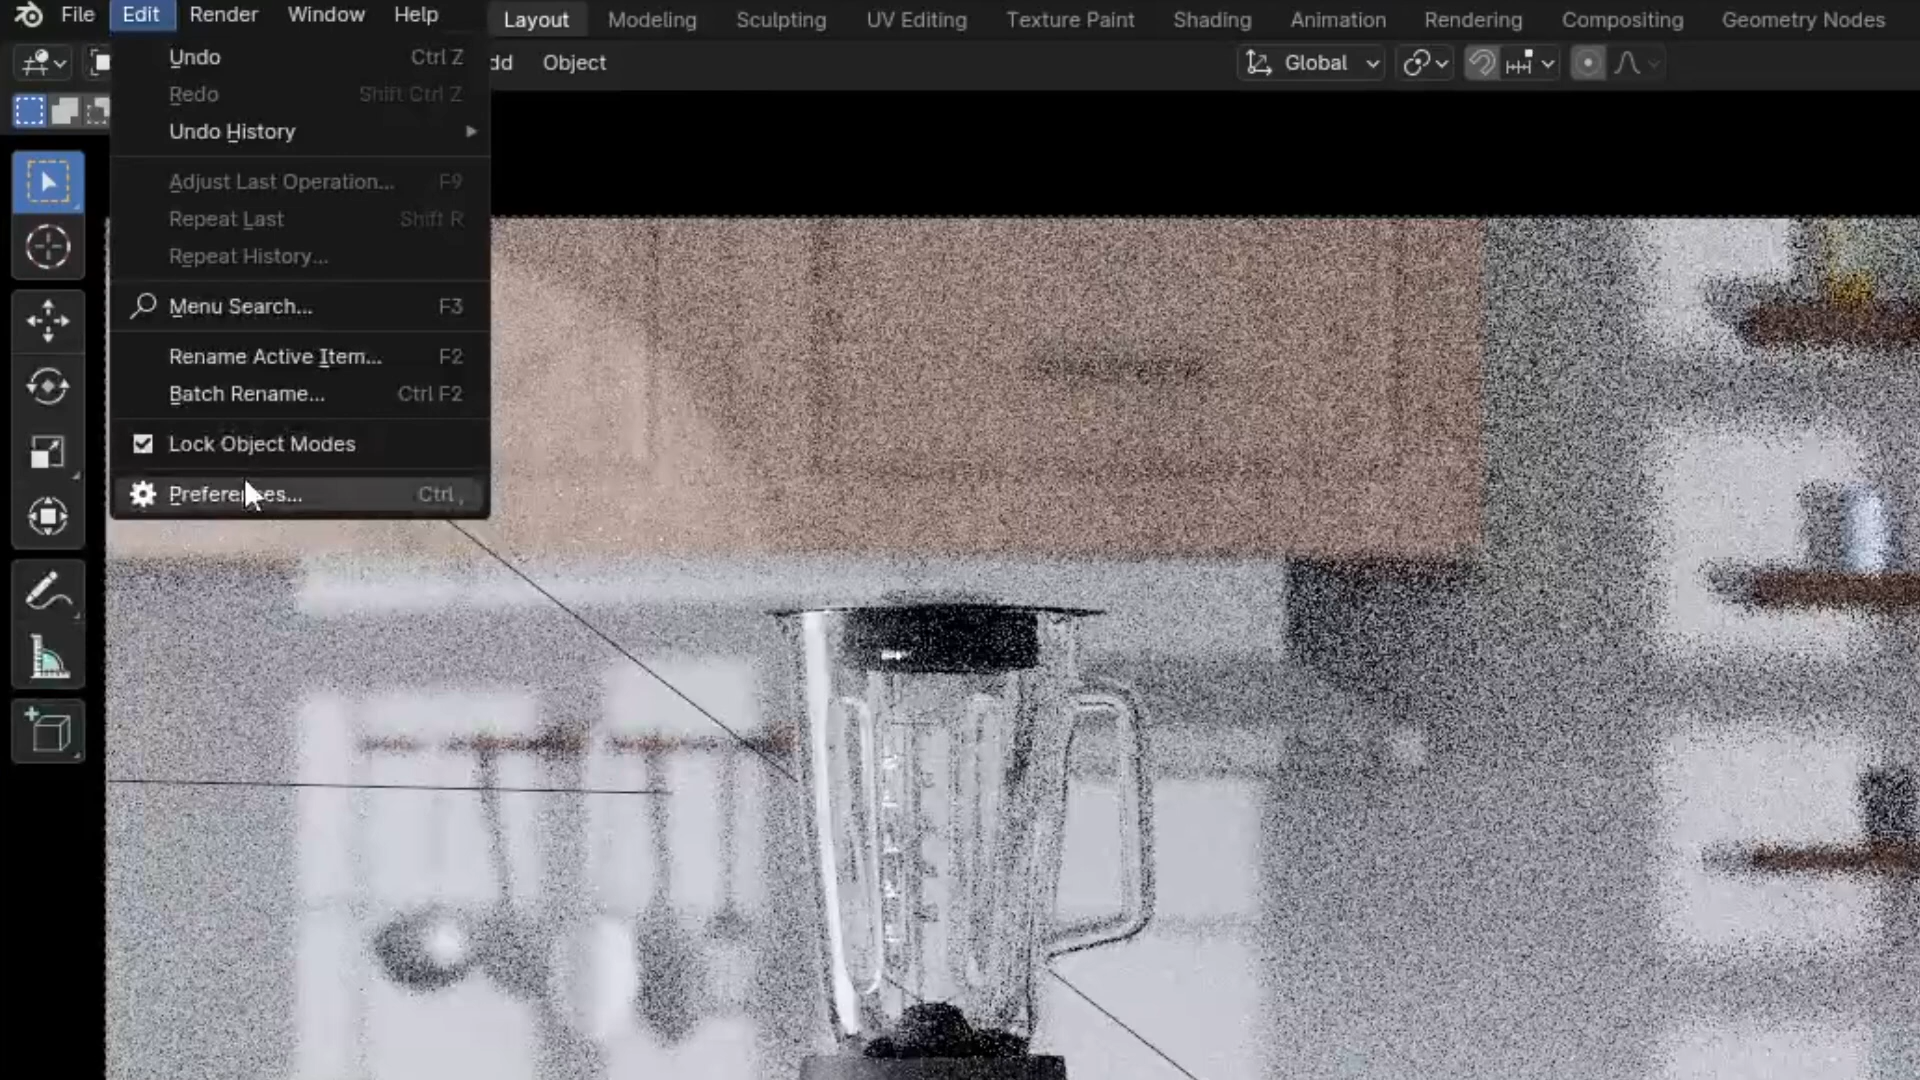 File Edit Render Window Help Layout Modeling Sculpting UV Editing Texture Paint Shading Animation Rendering Compositing Geometry Nodes
dd Object Global
Undo Ctrl Z
Redo Shift Ctrl Z
Undo History
Adjust Last Operation... F9
Repeat Last Shift R
Repeat History...
Menu Search... F3
Rename Active Item... F2
Batch Rename... Ctrl F2
Lock Object Modes
Preferences... Ctrl ,